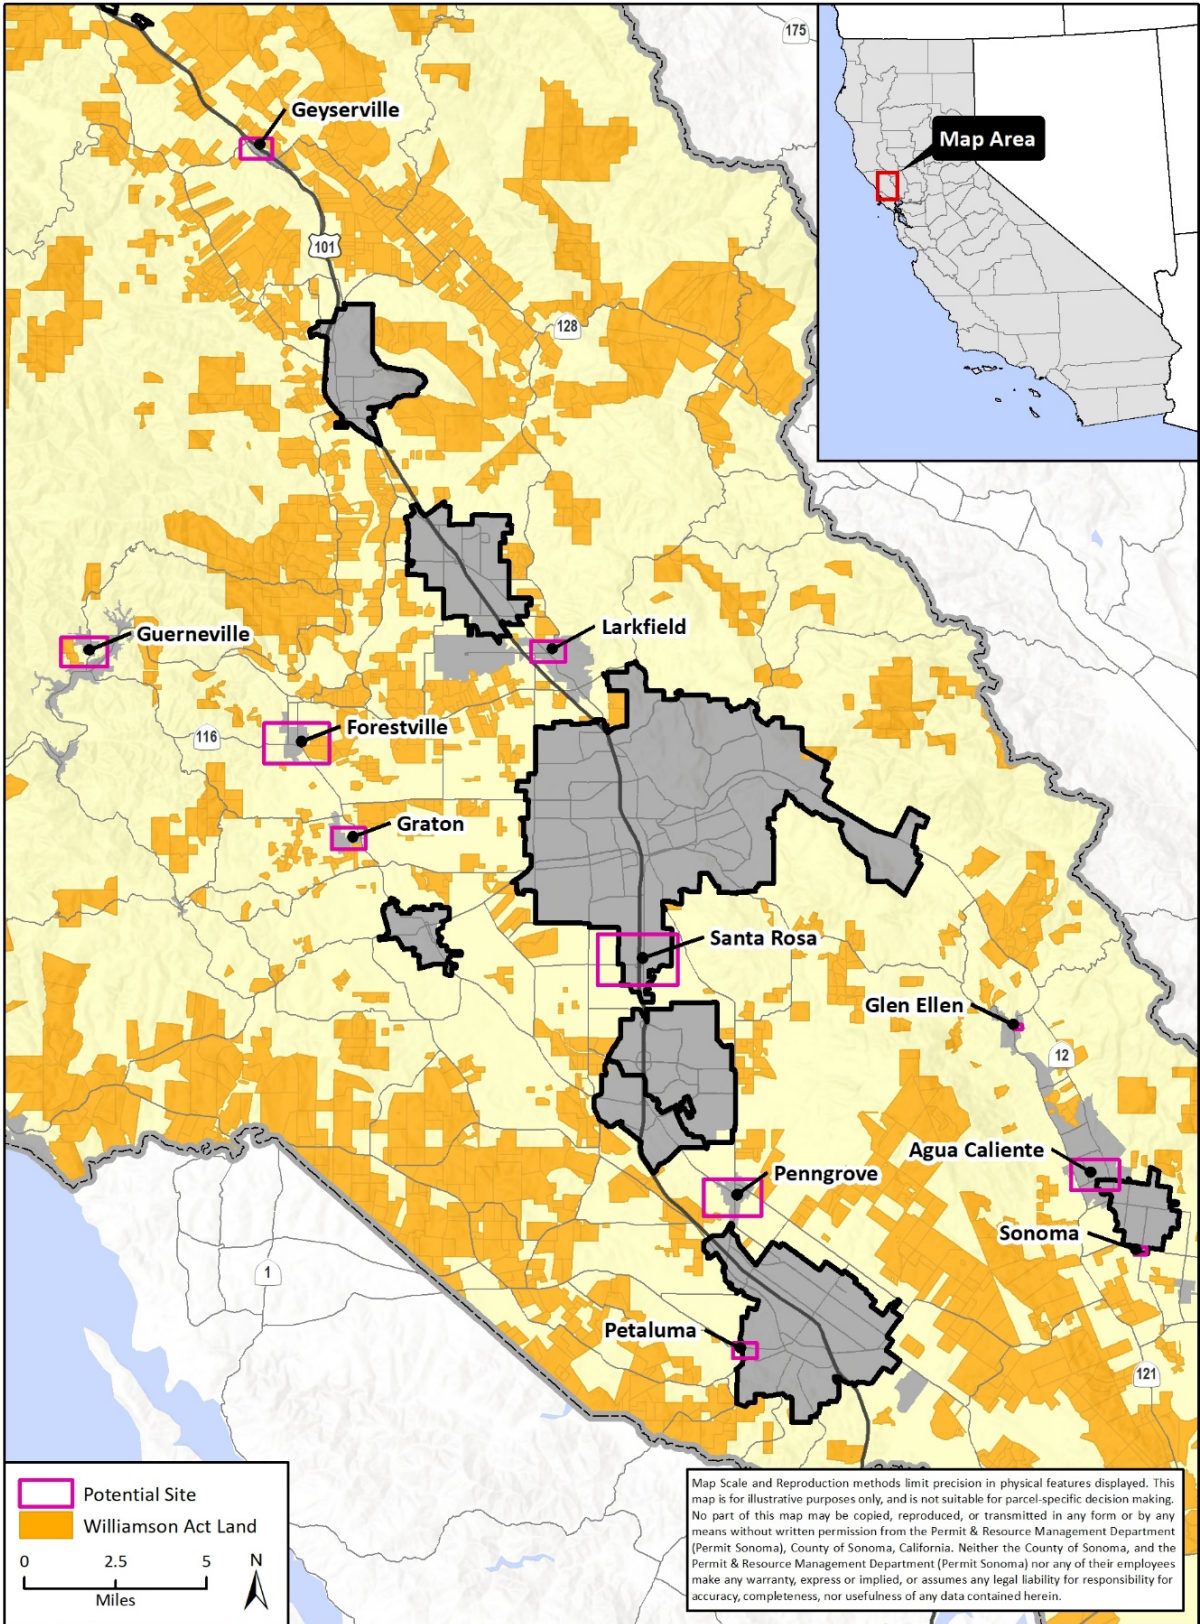 175
Geyserville
Map Area
101
128
Guerneville
Larkfield
Forestville
116
Graton
Santa Rosa
Glen Ellen
12
Agua Caliente
Penngrove
Sonoma
1
Petaluma
121
Potential Site
Williamson Act Land
0 2.5 5
Miles
N
Map Scale and Reproduction methods limit precision in physical features displayed. This
map is for illustrative purposes only, and is not suitable for parcel-specific decision making.
No part of this map may be copied, reproduced, or transmitted in any form or by any
means without written permission from the Permit & Resource Management Department
(Permit Sonoma), County of Sonoma, California. Neither the County of Sonoma, and the
Permit & Resource Management Department (Permit Sonoma) nor any of their employees
make any warranty, express or implied, or assumes any legal liability for responsibility for
accuracy, completeness, nor usefulness of any data contained herein.